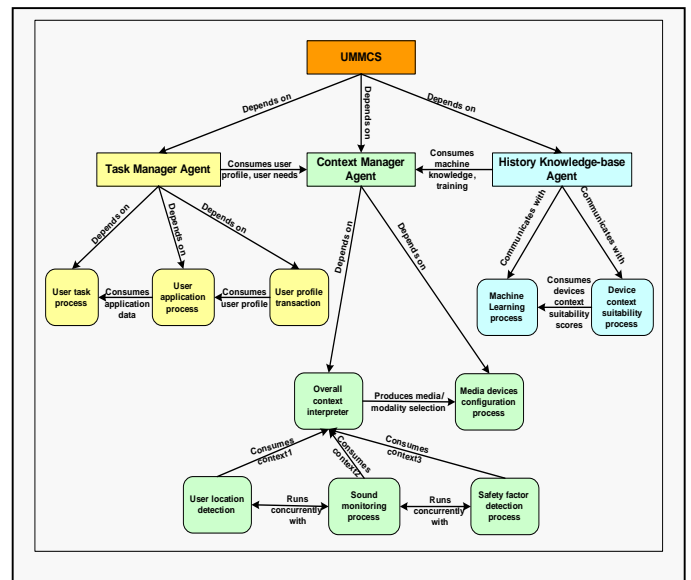 UMMCS
Depends on
Depends on
Depends on
Task Manager Agent
Consumes user
profile, user needs
Context Manager
Agent
Consumes
machine
knowledge,
training
History Knowledge-base
Agent
Depends on
Depends on
Depends on
Depends on
Depends on
Communicates with
Communicates with
User task
process
Consumes
application
data
User
application
process
Consumes
user profile
User profile
transaction
Machine
Learning
process
Consumes
devices
context
suitability
scores
Device
context
suitability
process
Overall
context
interpreter
Produces media/
modality selection
Media devices
configuration
process
Consumes
context1
Consumes
context2
Consumes
context3
User location
detection
Runs
concurrently
with
Sound
monitoring
process
Runs
concurrently
with
Safety factor
detection
process